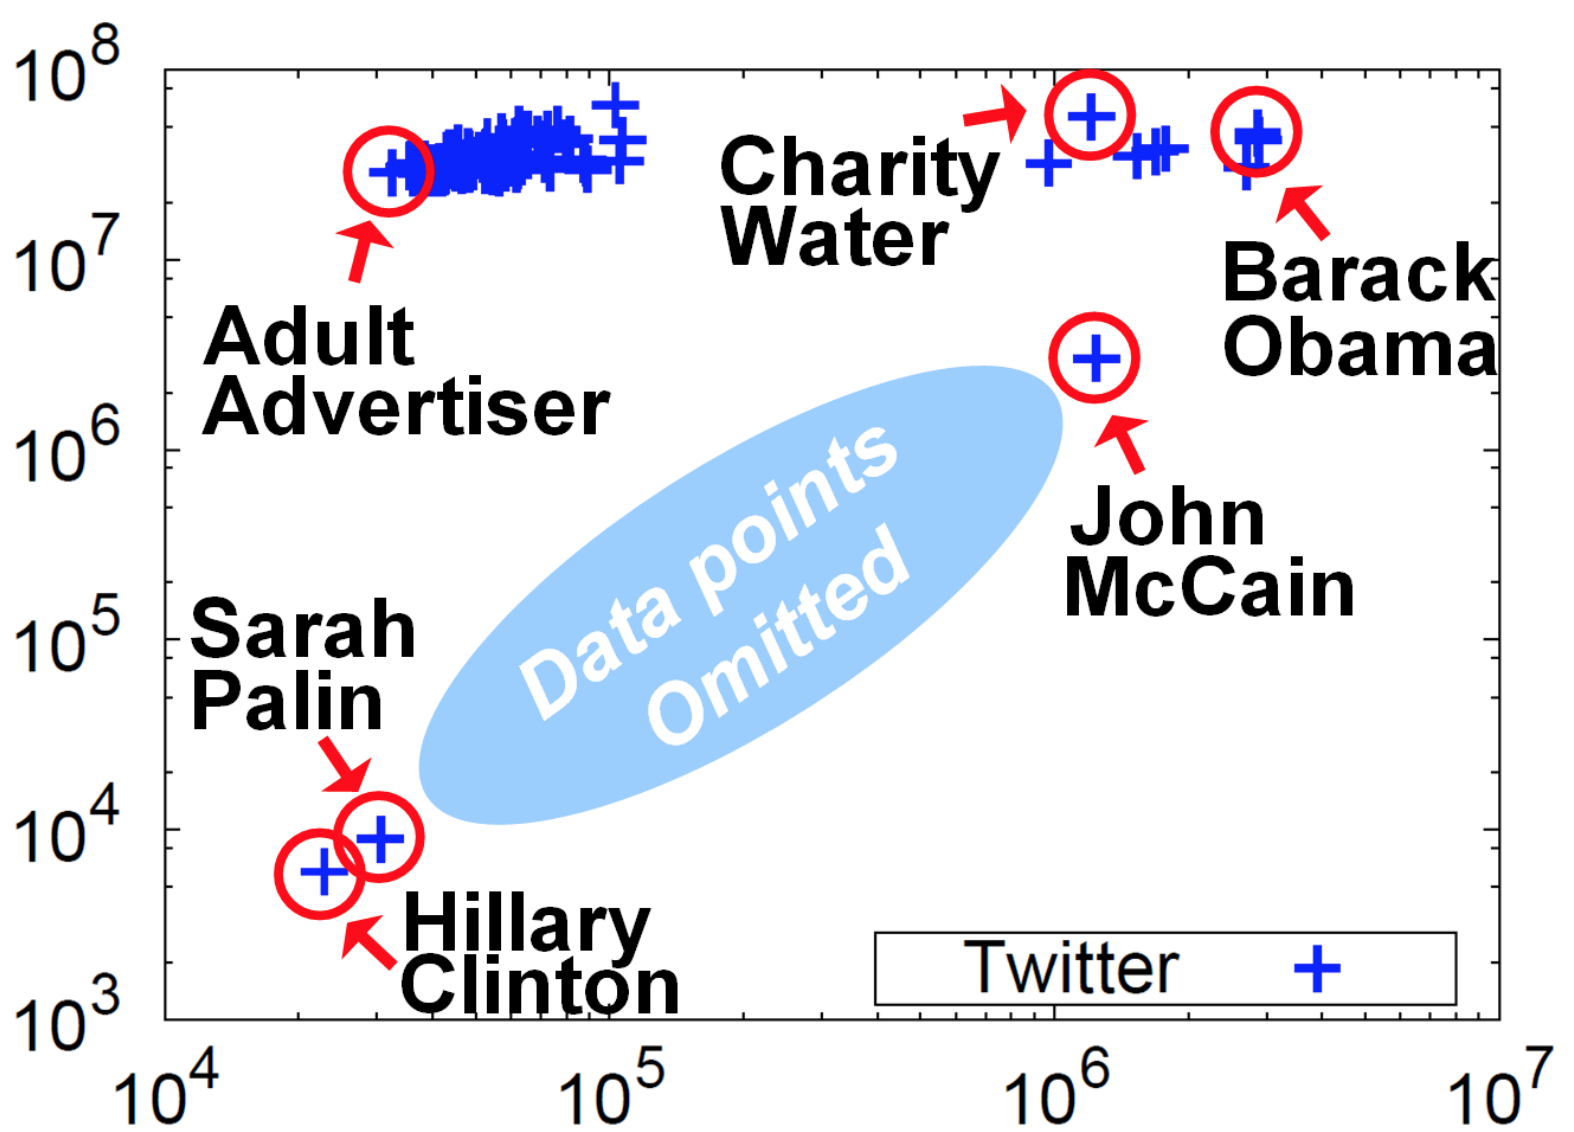 10^8
10^7
10^6
10^5
10^4
10^3
Charity
Water
Barack
Obama
Adult
Advertiser
John
McCain
Data points
Omitted
Sarah
Palin
Hillary
Clinton
Twitter
10^4 10^5 10^6 10^7